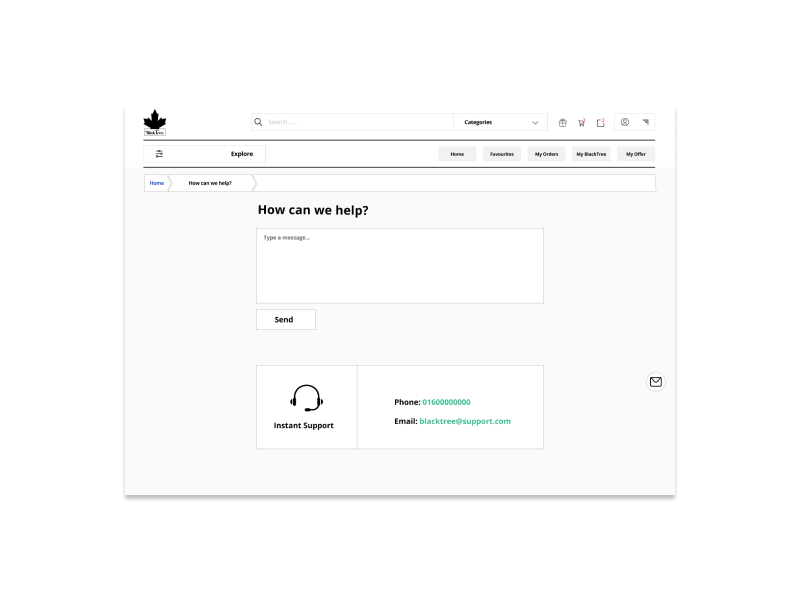 Black Tree
Search......
Categories
Explore
Home
Favourites
My Orders
My BlackTree
My Offer
Home
How can we help?
How can we help?
Type a message...
Send
Instant Support
Phone: 01600000000
Email: blacktree@support.com